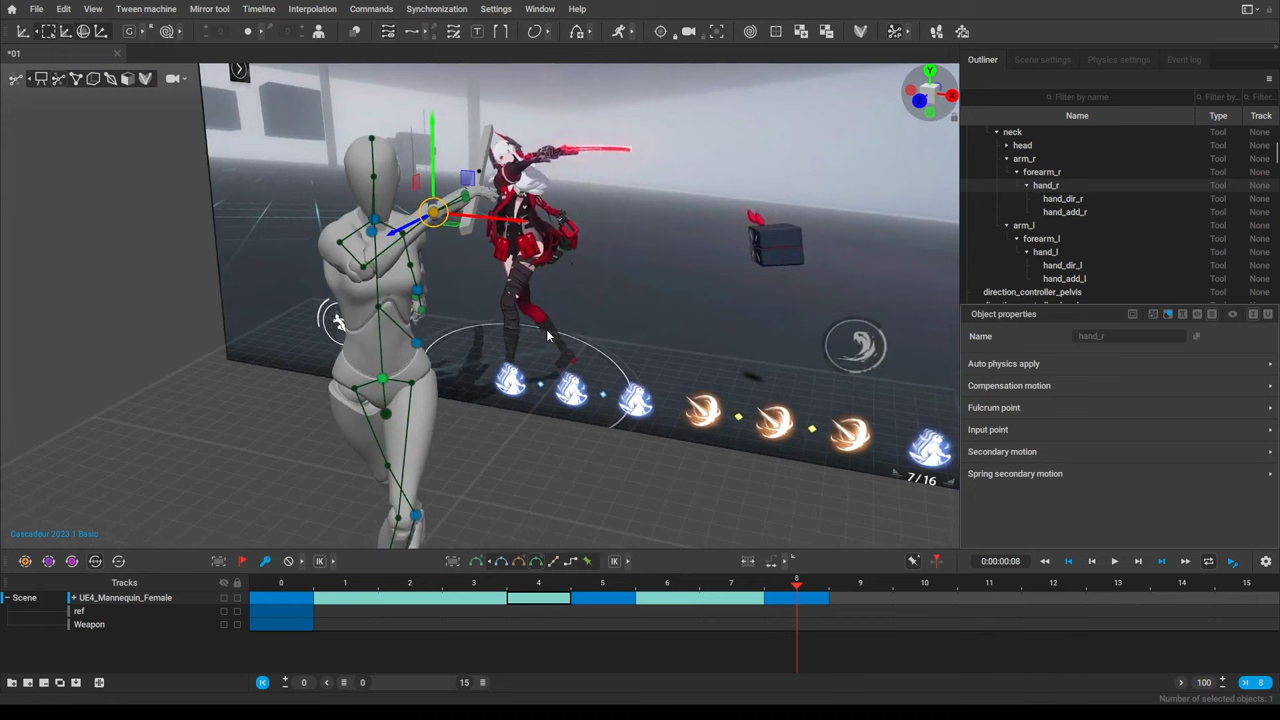 File Edit View Tween machine Mirror tool Timeline Interpolation Commands Synchronization Settings Window Help
*01
Outliner Scene settings Physics settings Event log
Filter by name Filter by... Filter...
Name Type Track
neck Tool None
head Tool None
arm_r Tool None
forearm_r Tool None
hand_r Tool None
hand_dir_r Tool None
hand_add_r Tool None
arm_l Tool None
forearm_l Tool None
hand_l Tool None
hand_dir_l Tool None
hand_add_l Tool None
direction_controller_pelvis Tool None
Object properties
Name hand_r
Auto physics apply
Compensation motion
Fulcrum point
Input point
Secondary motion
Spring secondary motion
Y
X
Z
7/16
Cascadeur 2023.1 Basic
IK IK 0:00:00:08
Tracks 0 1 2 3 4 5 6 7 8 9 10 11 12 13 14 15
Scene + UE4_Mannequin_Female
ref
Weapon
0 0 15 100 8
Number of selected objects: 1